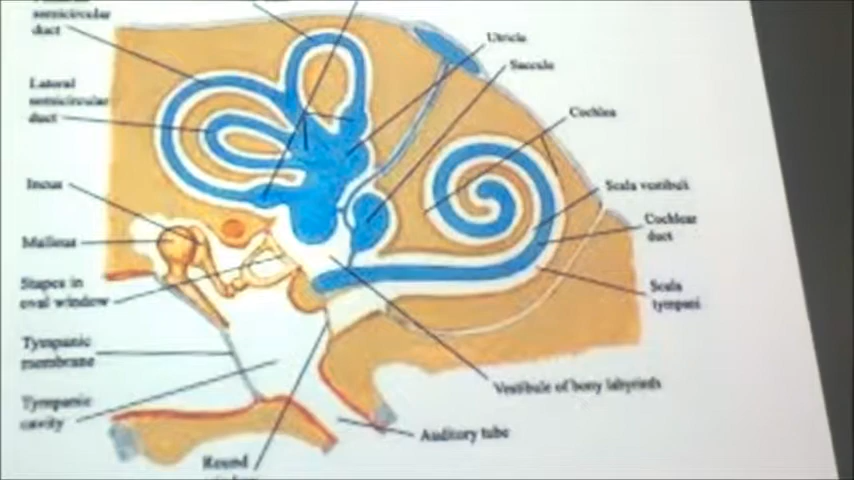 semicircular
duct
Lateral
semicircular
duct
Incus
Malleus
Stapes in
oval window
Tympanic
membrane
Tympanic
cavity
Round
Utricle
Saccule
Cochlea
Scala vestibuli
Cochlear
duct
Scala
tympani
Vestibule of bony labyrinth
Auditory tube